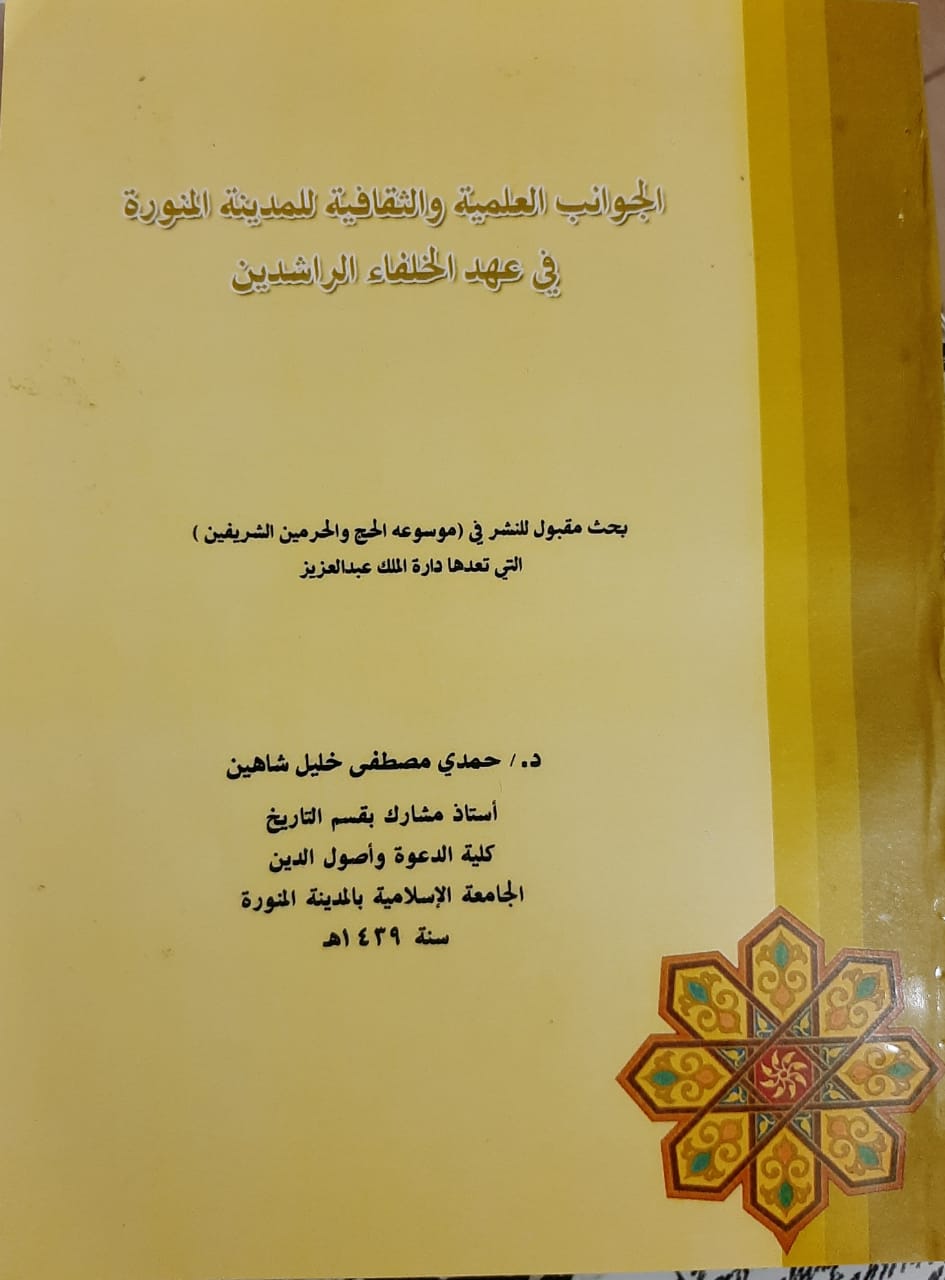 الجوانب العلمية والثقافية للمدينة المنورة
في عهد الخلفاء الراشدين
بحث مقبول للنشر في (موسوعه الحج والحرمين الشريفين )
التي تعدها دارة الملك عبدالعزيز
د. / حمدي مصطفى خليل شاهين
أستاذ مشارك بقسم التاريخ
كلية الدعوة وأصول الدين
الجامعة الإسلامية بالمدينة المنورة
سنة ١٤٣٩هـ